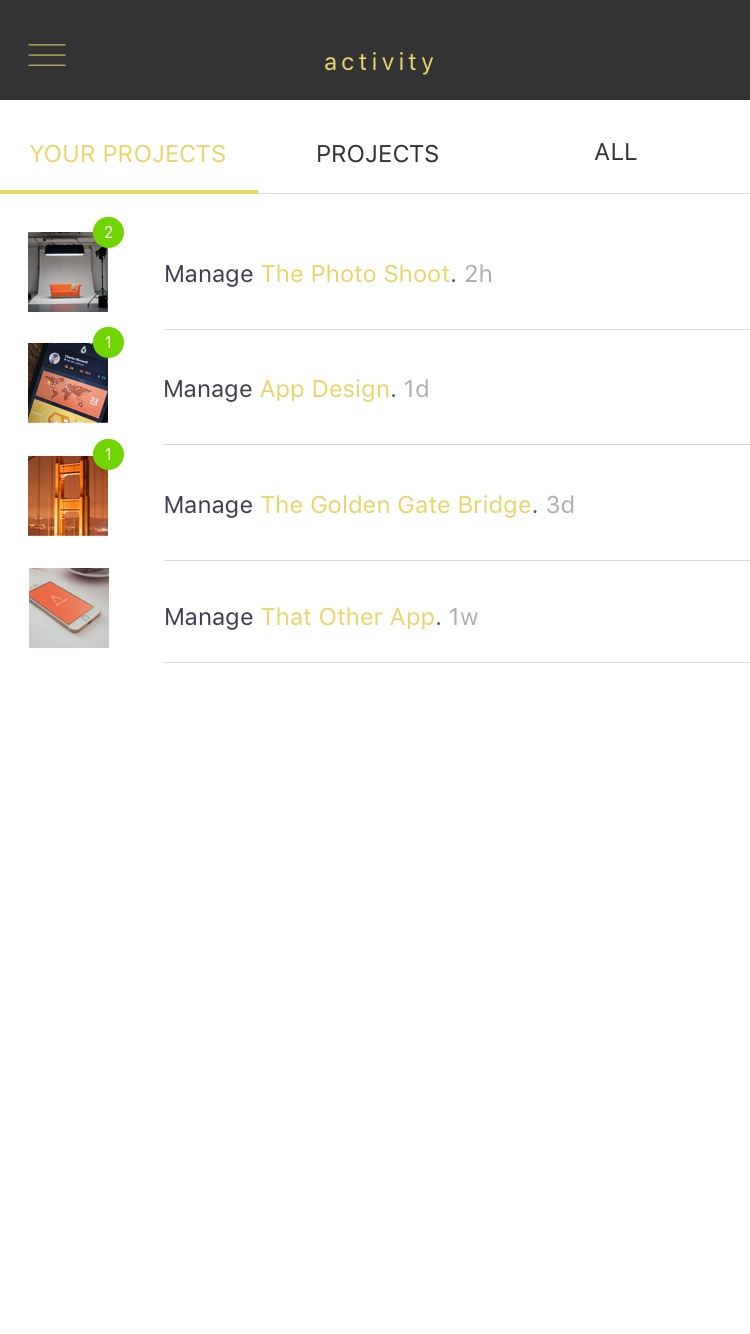 activity
YOUR PROJECTS PROJECTS ALL
2
Manage The Photo Shoot. 2h
1
Manage App Design. 1d
1
Manage The Golden Gate Bridge. 3d
Manage That Other App. 1w